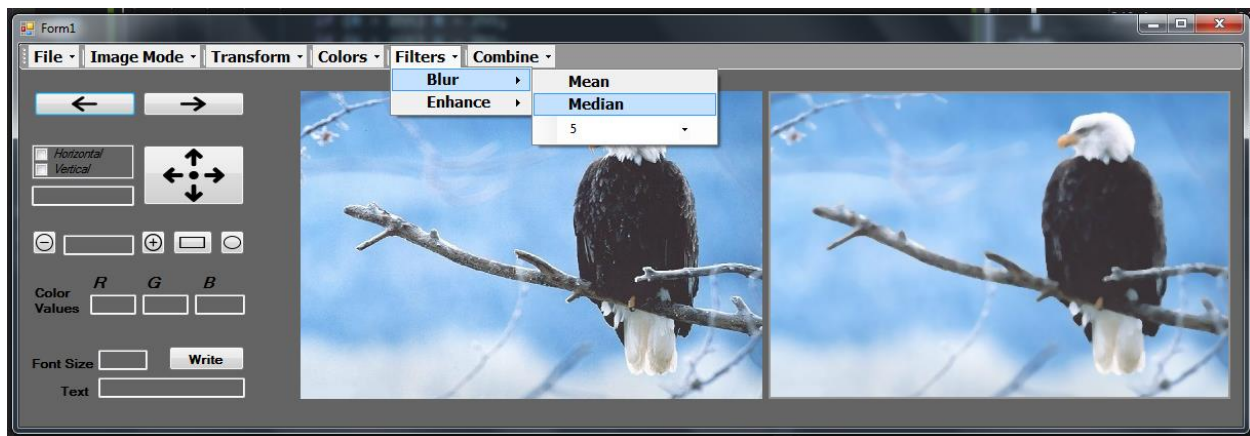 Form1
File Image Mode Transform Colors Filters Combine
Blur
Enhance
Mean
Median
5
Horizontal
Vertical
R G B
Color
Values
Font Size
Write
Text